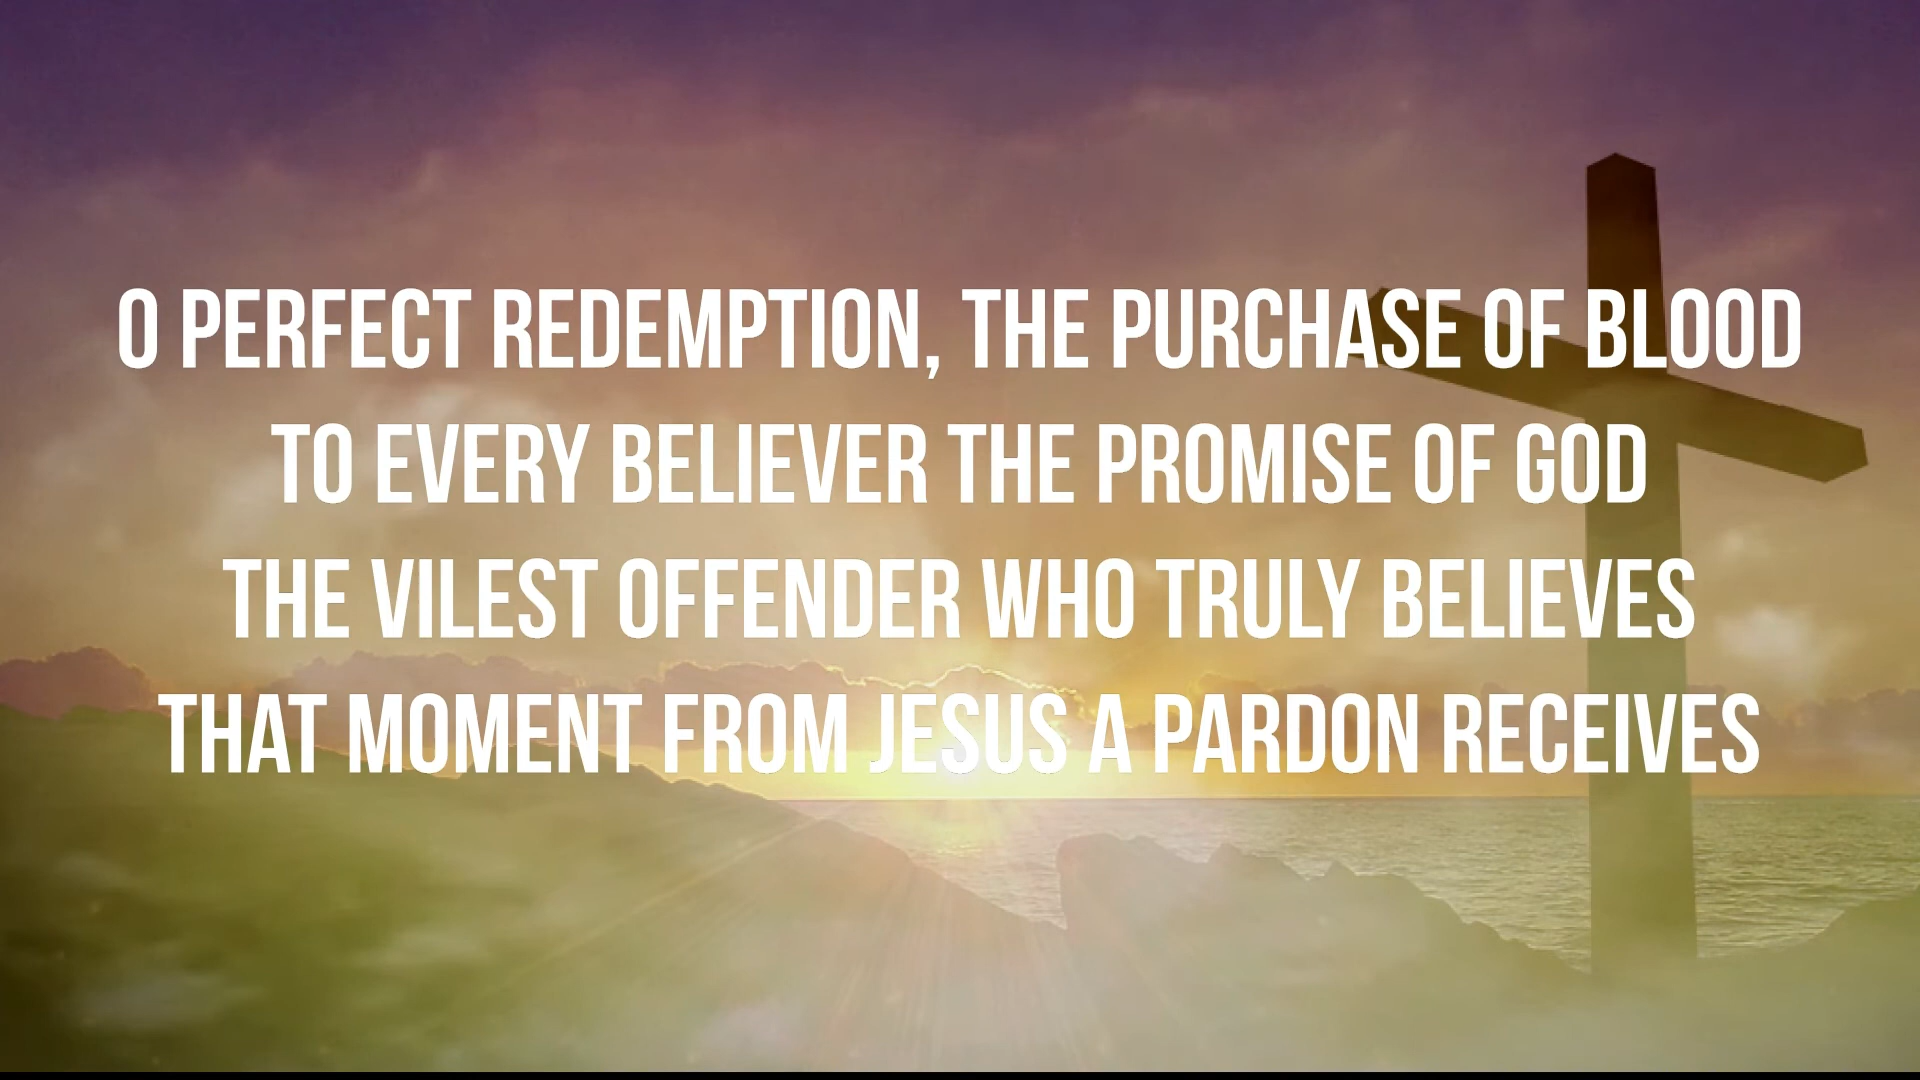 O PERFECT REDEMPTION, THE PURCHASE OF BLOOD
TO EVERY BELIEVER THE PROMISE OF GOD
THE VILEST OFFENDER WHO TRULY BELIEVES
THAT MOMENT FROM JESUS A PARDON RECEIVES